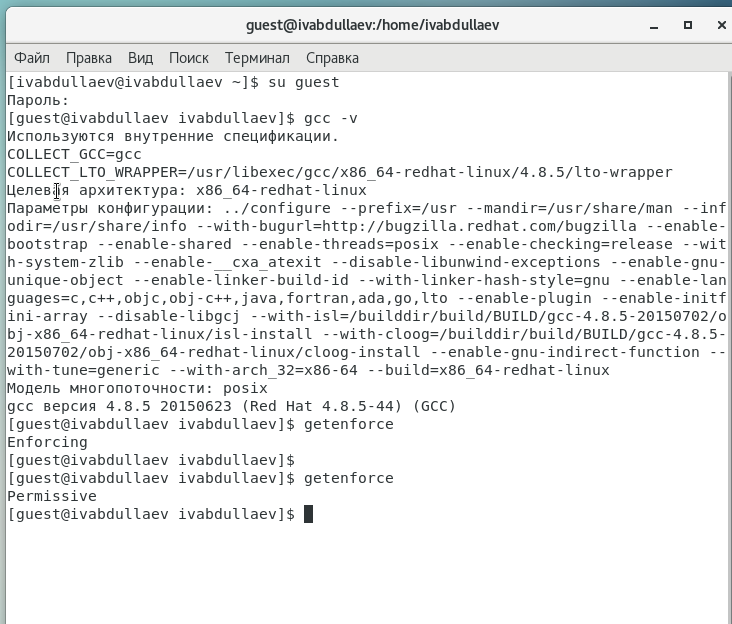 guest@ivabdullaev:/home/ivabdullaev
Файл Правка Вид Поиск Терминал Справка
[ivabdullaev@ivabdullaev ~]$ su guest
Пароль:
[guest@ivabdullaev ivabdullaev]$ gcc -v
Используются внутренние спецификации.
COLLECT_GCC=gcc
COLLECT_LTO_WRAPPER=/usr/libexec/gcc/x86_64-redhat-linux/4.8.5/lto-wrapper
Целевая архитектура: x86_64-redhat-linux
Параметры конфигурации: ../configure --prefix=/usr --mandir=/usr/share/man --inf
odir=/usr/share/info --with-bugurl=http://bugzilla.redhat.com/bugzilla --enable-
bootstrap --enable-shared --enable-threads=posix --enable-checking=release --wit
h-system-zlib --enable-__cxa_atexit --disable-libunwind-exceptions --enable-gnu-
unique-object --enable-linker-build-id --with-linker-hash-style=gnu --enable-lan
guages=c,c++,objc,obj-c++,java,fortran,ada,go,lto --enable-plugin --enable-initf
ini-array --disable-libgcj --with-isl=/builddir/build/BUILD/gcc-4.8.5-20150702/o
bj-x86_64-redhat-linux/isl-install --with-cloog=/builddir/build/BUILD/gcc-4.8.5-
20150702/obj-x86_64-redhat-linux/cloog-install --enable-gnu-indirect-function --
with-tune=generic --with-arch_32=x86-64 --build=x86_64-redhat-linux
Модель многопоточности: posix
gcc версия 4.8.5 20150623 (Red Hat 4.8.5-44) (GCC)
[guest@ivabdullaev ivabdullaev]$ getenforce
Enforcing
[guest@ivabdullaev ivabdullaev]$
[guest@ivabdullaev ivabdullaev]$ getenforce
Permissive
[guest@ivabdullaev ivabdullaev]$